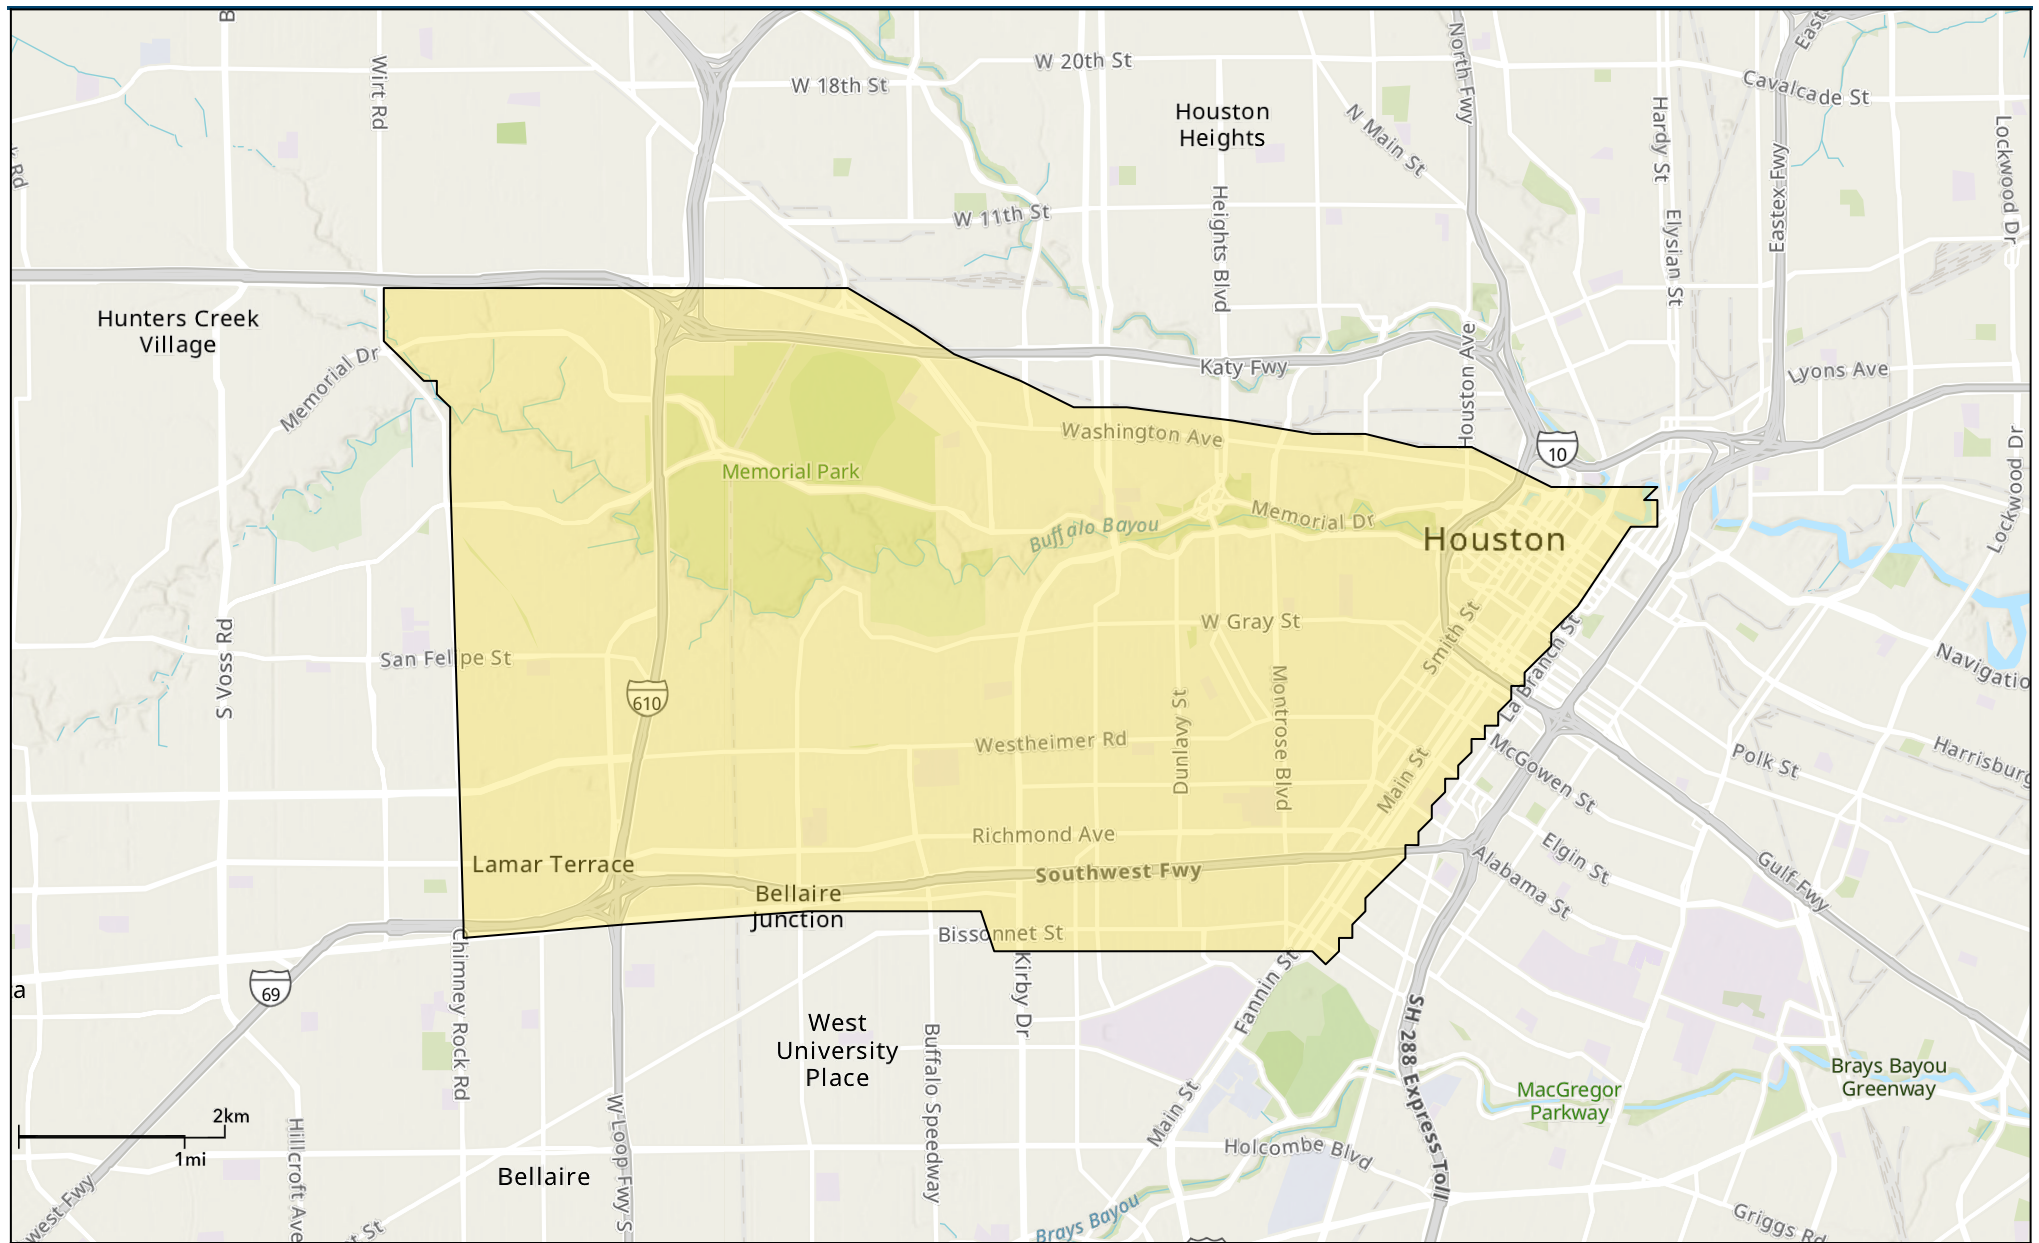 Wirt Rd
W 18th St
W 20th St
North Fwy
Cavalcade St
Houston
Heights
N Main St
Hardy St
Elysian St
Eastex Fwy
Lockwood Dr
W 11th St
Heights Blvd
Hunters Creek
Village
Memorial Dr
Katy Fwy
Houston Ave
Lyons Ave
Washington Ave
10
Lockwood Dr
Memorial Park
Buffalo Bayou
Memorial Dr
Houston
W Gray St
Smith St
La Branch St
San Felipe St
S Voss Rd
610
Dunlavy St
Montrose Blvd
Westheimer Rd
Main St
McGowen St
Polk St
Richmond Ave
Elgin St
Alabama St
Gulf Fwy
Lamar Terrace
Southwest Fwy
Bellaire
Junction
Bissonnet St
Chimney Rock Rd
Kirby Dr
Fannin St
69
SH 288 Express Toll
West
University
Place
Buffalo Speedway
Main St
MacGregor
Parkway
Brays Bayou
Greenway
2km
1mi
Hillcroft Ave
W Loop Fwy S
Holcombe Blvd
Bellaire
Brays Bayou
Griggs Rd